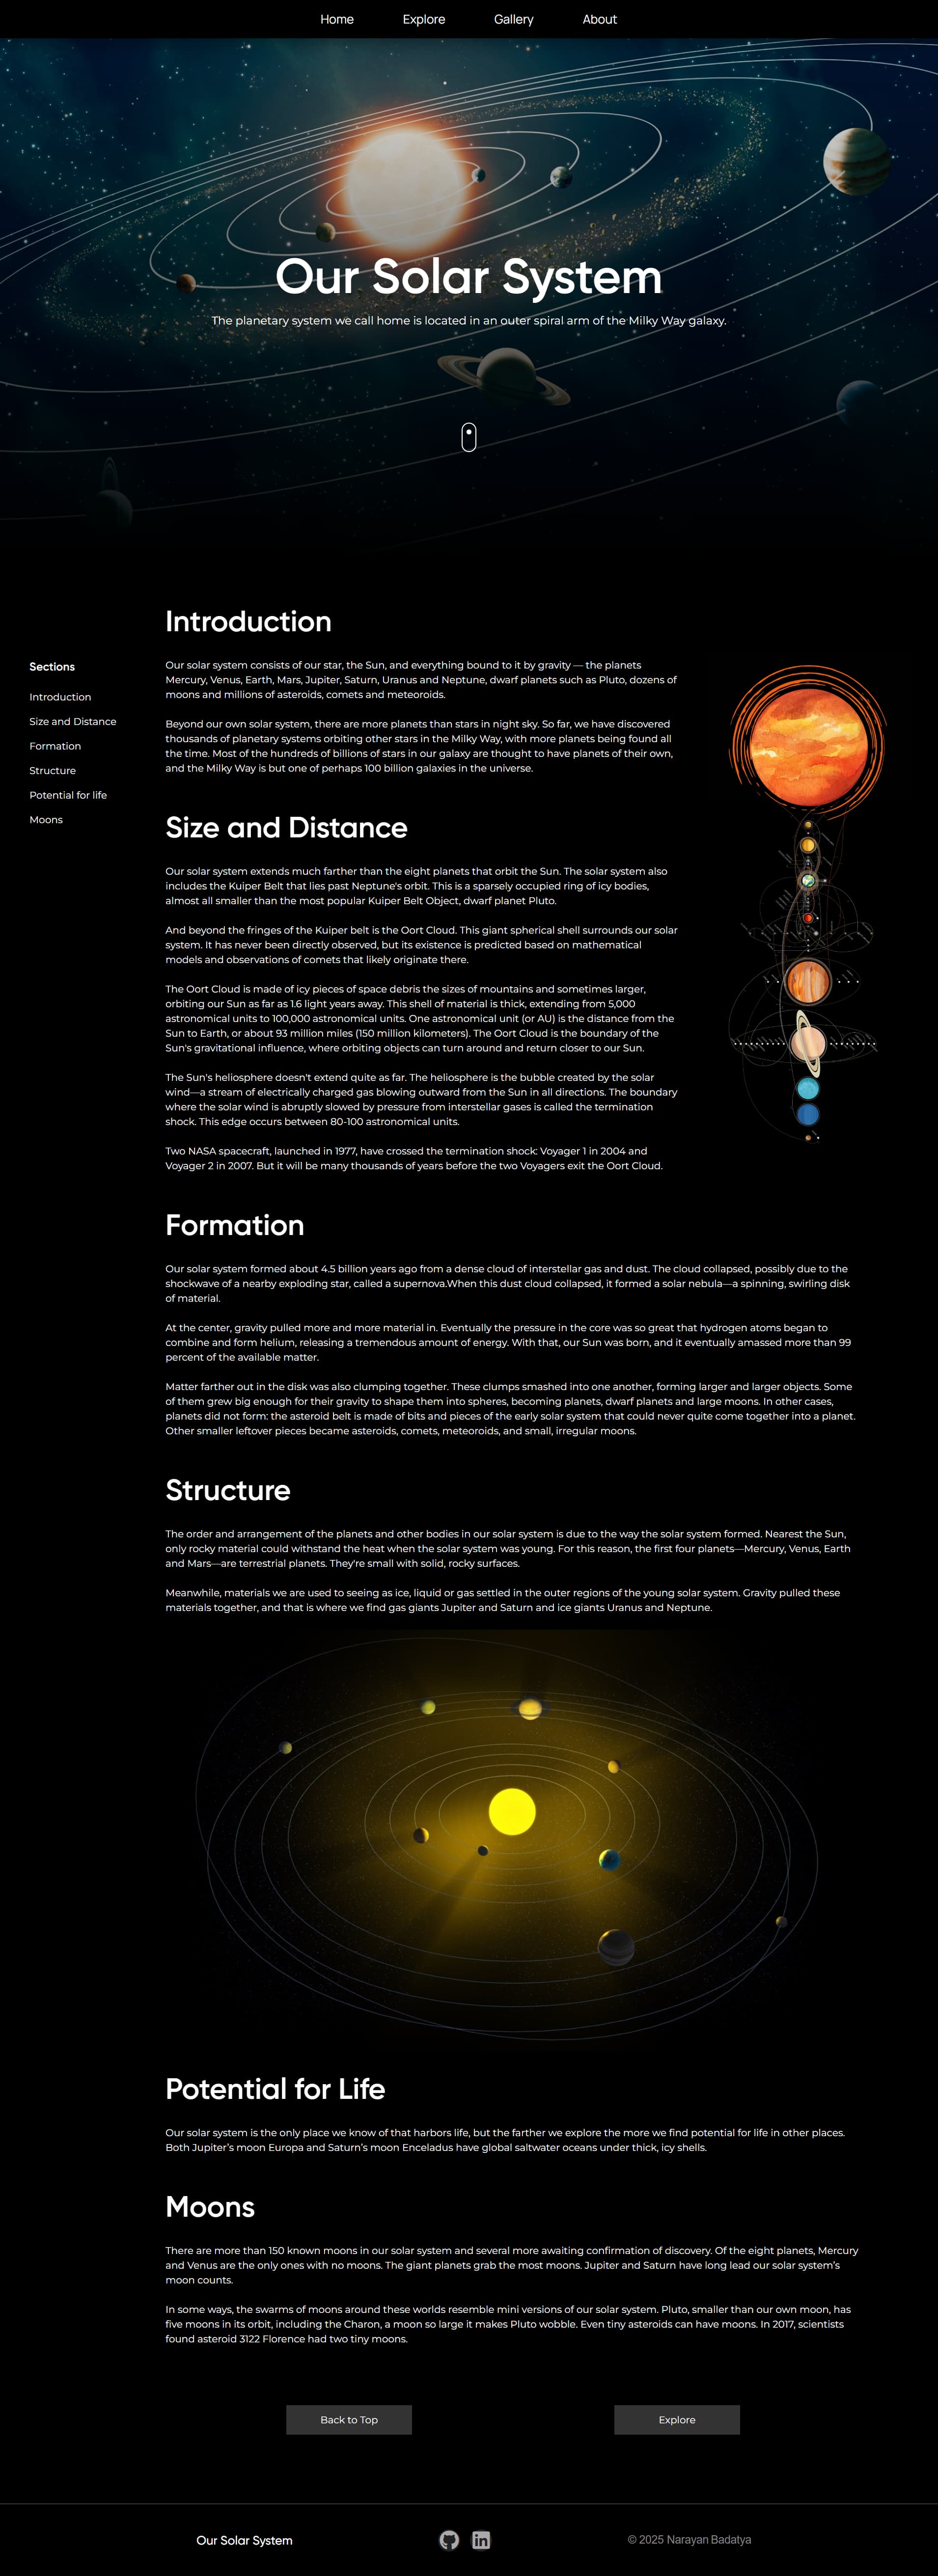 Home Explore Gallery About
Our Solar System
The planetary system we call home is located in an outer spiral arm of the Milky Way galaxy.
Sections
Introduction
Size and Distance
Formation
Structure
Potential for life
Moons
Introduction
Our solar system consists of our star, the Sun, and everything bound to it by gravity — the planets
Mercury, Venus, Earth, Mars, Jupiter, Saturn, Uranus and Neptune, dwarf planets such as Pluto, dozens of
moons and millions of asteroids, comets and meteoroids.
Beyond our own solar system, there are more planets than stars in night sky. So far, we have discovered
thousands of planetary systems orbiting other stars in the Milky Way, with more planets being found all
the time. Most of the hundreds of billions of stars in our galaxy are thought to have planets of their own,
and the Milky Way is but one of perhaps 100 billion galaxies in the universe.
Size and Distance
Our solar system extends much farther than the eight planets that orbit the Sun. The solar system also
includes the Kuiper Belt that lies past Neptune's orbit. This is a sparsely occupied ring of icy bodies,
almost all smaller than the most popular Kuiper Belt Object, dwarf planet Pluto.
And beyond the fringes of the Kuiper belt is the Oort Cloud. This giant spherical shell surrounds our solar
system. It has never been directly observed, but its existence is predicted based on mathematical
models and observations of comets that likely originate there.
The Oort Cloud is made of icy pieces of space debris the sizes of mountains and sometimes larger,
orbiting our Sun as far as 1.6 light years away. This shell of material is thick, extending from 5,000
astronomical units to 100,000 astronomical units. One astronomical unit (or AU) is the distance from the
Sun to Earth, or about 93 million miles (150 million kilometers). The Oort Cloud is the boundary of the
Sun's gravitational influence, where orbiting objects can turn around and return closer to our Sun.
The Sun's heliosphere doesn't extend quite as far. The heliosphere is the bubble created by the solar
wind—a stream of electrically charged gas blowing outward from the Sun in all directions. The boundary
where the solar wind is abruptly slowed by pressure from interstellar gases is called the termination
shock. This edge occurs between 80-100 astronomical units.
Two NASA spacecraft, launched in 1977, have crossed the termination shock: Voyager 1 in 2004 and
Voyager 2 in 2007. But it will be many thousands of years before the two Voyagers exit the Oort Cloud.
Formation
Our solar system formed about 4.5 billion years ago from a dense cloud of interstellar gas and dust. The cloud collapsed, possibly due to the
shockwave of a nearby exploding star, called a supernova.When this dust cloud collapsed, it formed a solar nebula—a spinning, swirling disk
of material.
At the center, gravity pulled more and more material in. Eventually the pressure in the core was so great that hydrogen atoms began to
combine and form helium, releasing a tremendous amount of energy. With that, our Sun was born, and it eventually amassed more than 99
percent of the available matter.
Matter farther out in the disk was also clumping together. These clumps smashed into one another, forming larger and larger objects. Some
of them grew big enough for their gravity to shape them into spheres, becoming planets, dwarf planets and large moons. In other cases,
planets did not form: the asteroid belt is made of bits and pieces of the early solar system that could never quite come together into a planet.
Other smaller leftover pieces became asteroids, comets, meteoroids, and small, irregular moons.
Structure
The order and arrangement of the planets and other bodies in our solar system is due to the way the solar system formed. Nearest the Sun,
only rocky material could withstand the heat when the solar system was young. For this reason, the first four planets—Mercury, Venus, Earth
and Mars—are terrestrial planets. They're small with solid, rocky surfaces.
Meanwhile, materials we are used to seeing as ice, liquid or gas settled in the outer regions of the young solar system. Gravity pulled these
materials together, and that is where we find gas giants Jupiter and Saturn and ice giants Uranus and Neptune.
Potential for Life
Our solar system is the only place we know of that harbors life, but the farther we explore the more we find potential for life in other places.
Both Jupiter’s moon Europa and Saturn’s moon Enceladus have global saltwater oceans under thick, icy shells.
Moons
There are more than 150 known moons in our solar system and several more awaiting confirmation of discovery. Of the eight planets, Mercury
and Venus are the only ones with no moons. The giant planets grab the most moons. Jupiter and Saturn have long lead our solar system’s
moon counts.
In some ways, the swarms of moons around these worlds resemble mini versions of our solar system. Pluto, smaller than our own moon, has
five moons in its orbit, including the Charon, a moon so large it makes Pluto wobble. Even tiny asteroids can have moons. In 2017, scientists
found asteroid 3122 Florence had two tiny moons.
Back to Top Explore
Our Solar System in © 2025 Narayan Badatya